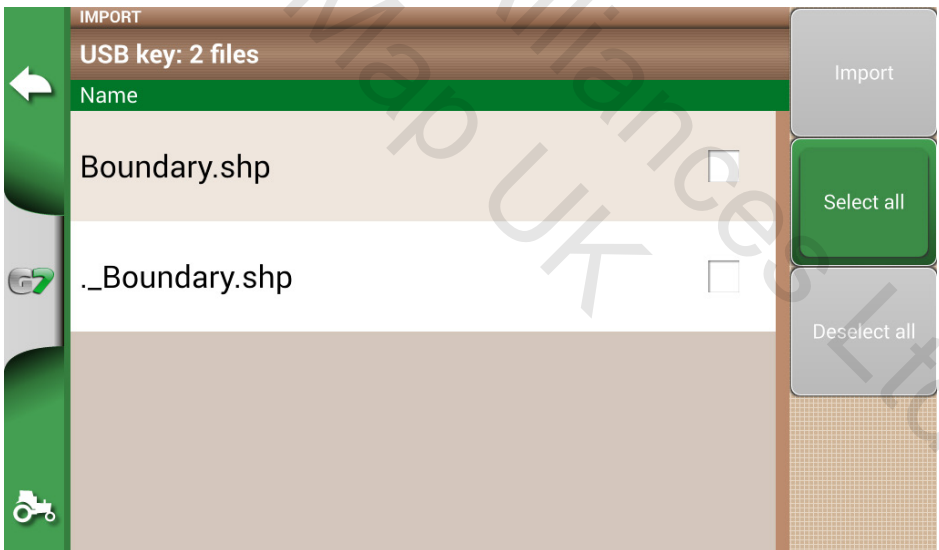 IMPORT
USB key: 2 files
Name
Boundary.shp
._Boundary.shp
Import
Select all
Deselect all
G7
Alliances Ltd
Map UK